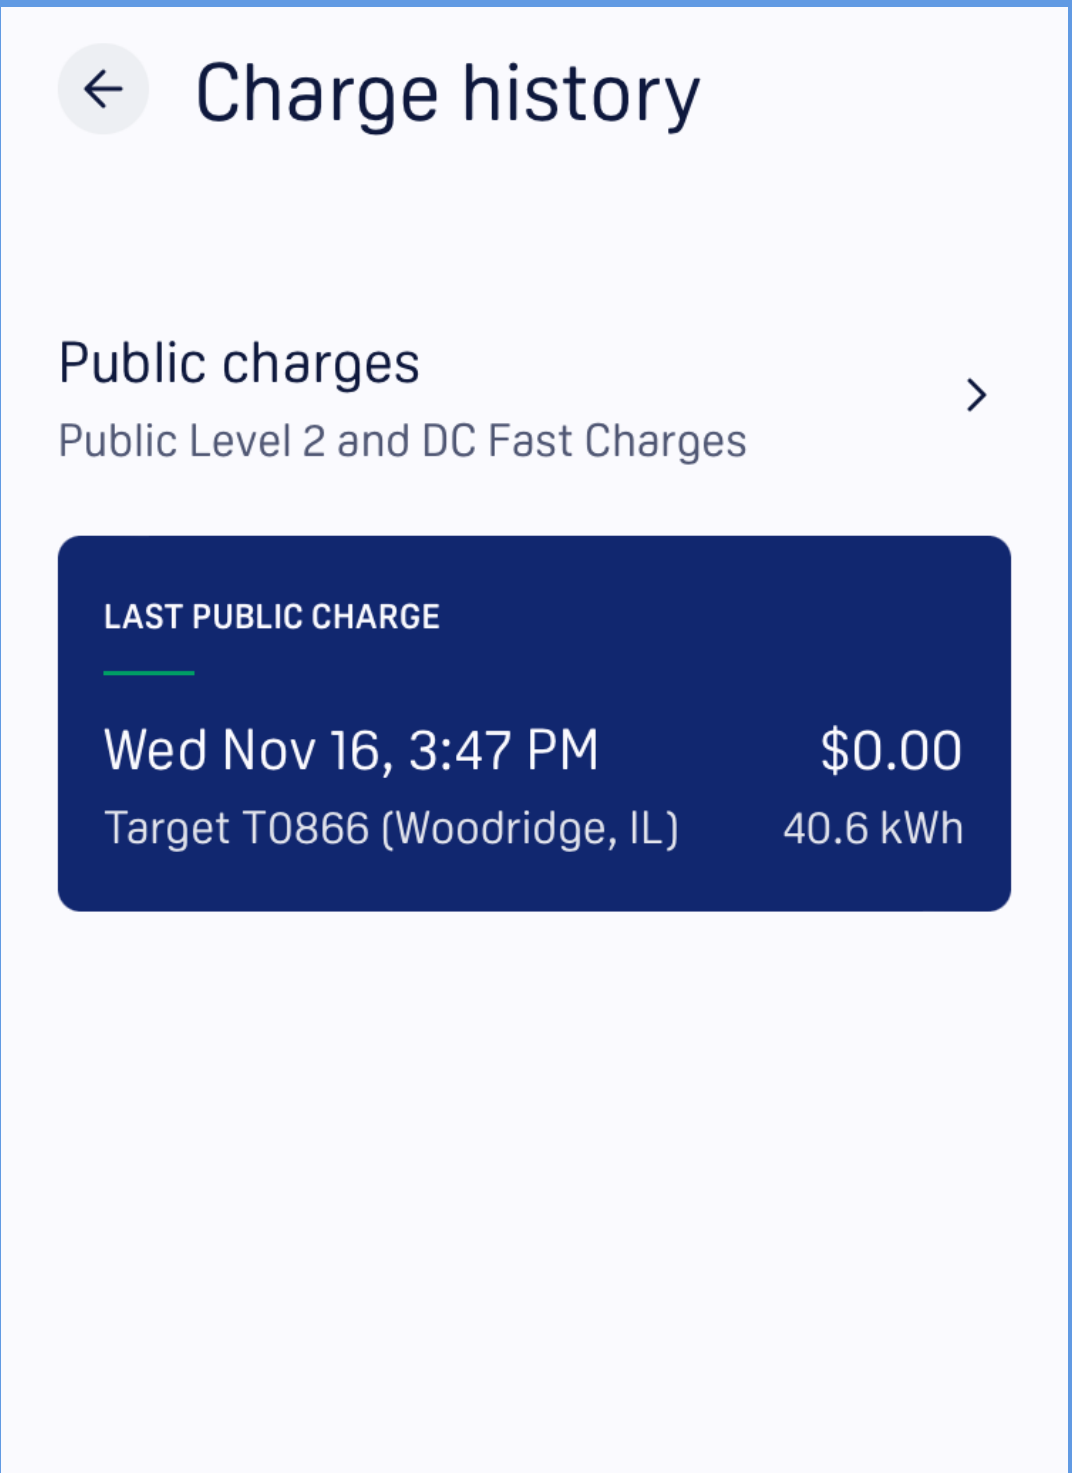 Charge history
Public charges
Public Level 2 and DC Fast Charges
LAST PUBLIC CHARGE
Wed Nov 16, 3:47 PM $0.00
Target T0866 (Woodridge, IL) 40.6 kWh